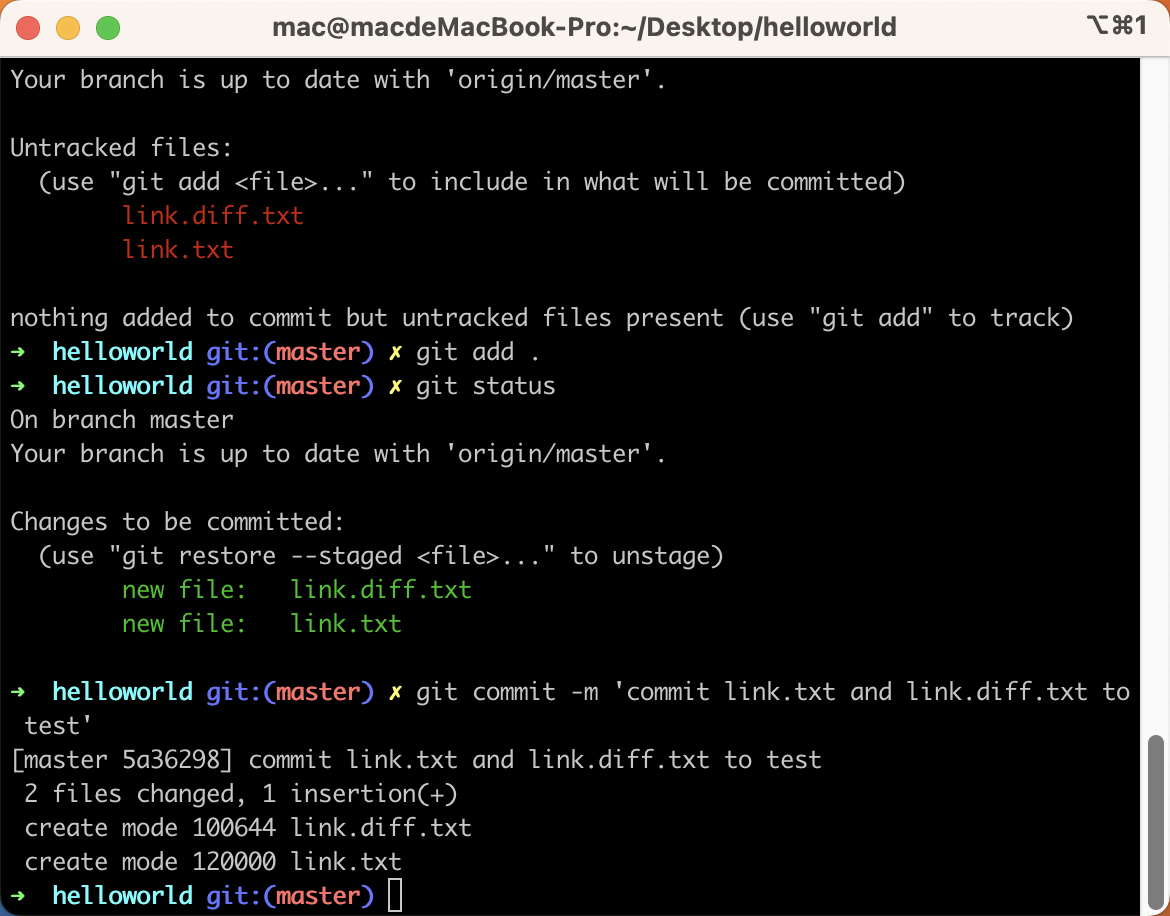 mac@macdeMacBook-Pro:~/Desktop/helloworld ⌥⌘1
Your branch is up to date with 'origin/master'.
Untracked files:
  (use "git add <file>..." to include in what will be committed)
        link.diff.txt
        link.txt
nothing added to commit but untracked files present (use "git add" to track)
➜  helloworld git:(master) ✗ git add .
➜  helloworld git:(master) ✗ git status
On branch master
Your branch is up to date with 'origin/master'.
Changes to be committed:
  (use "git restore --staged <file>..." to unstage)
        new file:   link.diff.txt
        new file:   link.txt
➜  helloworld git:(master) ✗ git commit -m 'commit link.txt and link.diff.txt to
 test'
[master 5a36298] commit link.txt and link.diff.txt to test
 2 files changed, 1 insertion(+)
 create mode 100644 link.diff.txt
 create mode 120000 link.txt
➜  helloworld git:(master)